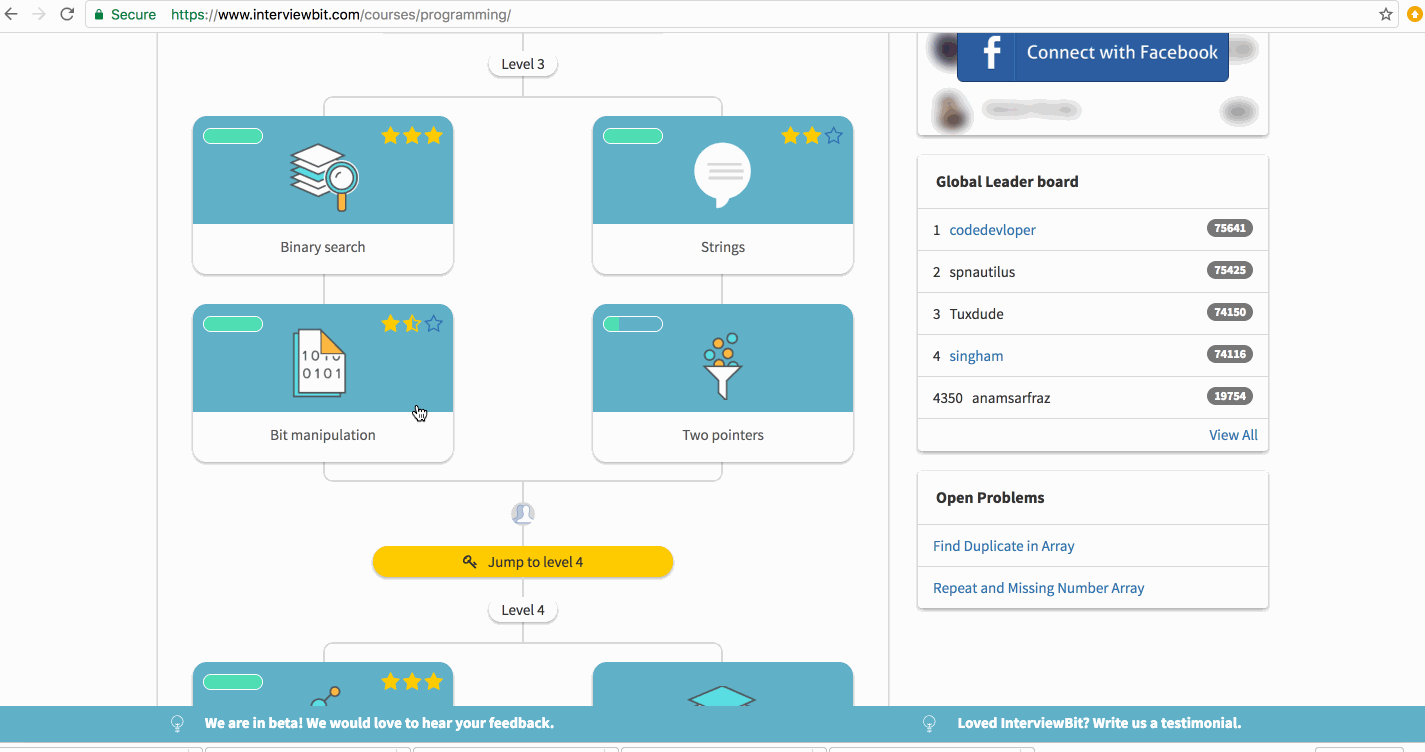 Secure https://www.interviewbit.com/courses/programming/
Level 3
Binary search
Strings
1010
0101
Bit manipulation
Two pointers
Jump to level 4
Level 4
f Connect with Facebook
Global Leader board
1 codedevloper 75641
2 spnautilus 75425
3 Tuxdude 74150
4 singham 74116
4350 anamsarfraz 19754
View All
Open Problems
Find Duplicate in Array
Repeat and Missing Number Array
We are in beta! We would love to hear your feedback.
Loved InterviewBit? Write us a testimonial.